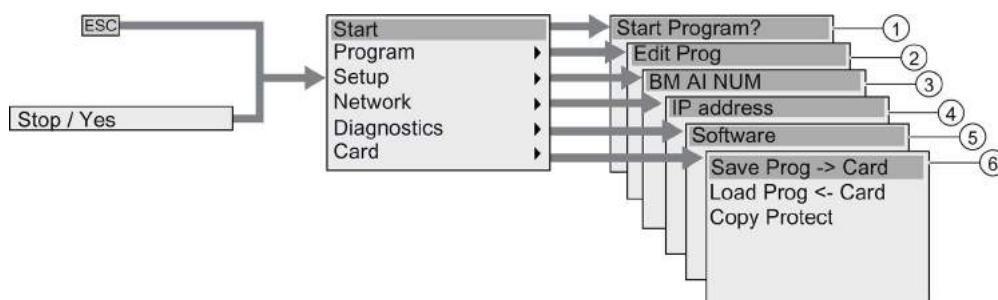 ESC
Stop / Yes
Start
Program
Setup
Network
Diagnostics
Card
Start Program?
1
Edit Prog
2
BM AI NUM
3
IP address
4
Software
5
Save Prog -> Card
6
Load Prog <- Card
Copy Protect